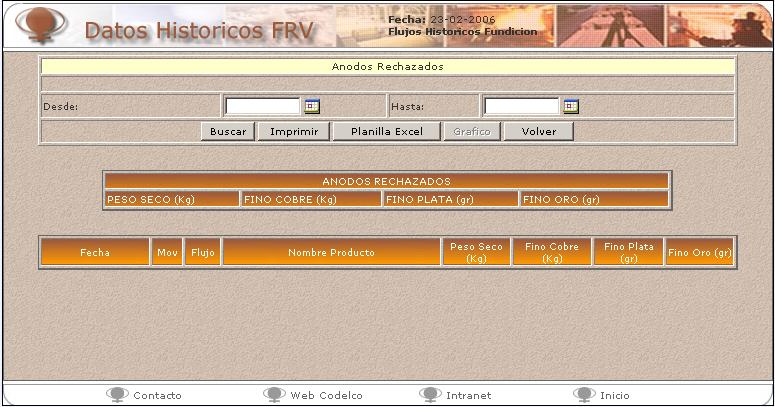 Datos Historicos FRV
Fecha: 23-02-2006
Flujos Historicos Fundicion
Anodos Rechazados
Desde: Hasta:
Buscar Imprimir Planilla Excel Grafico Volver
ANODOS RECHAZADOS
PESO SECO (Kg) FINO COBRE (Kg) FINO PLATA (gr) FINO ORO (gr)
Fecha Mov Flujo Nombre Producto Peso Seco (Kg) Fino Cobre (Kg) Fino Plata (gr) Fino Oro (gr)
Contacto Web Codelco Intranet Inicio